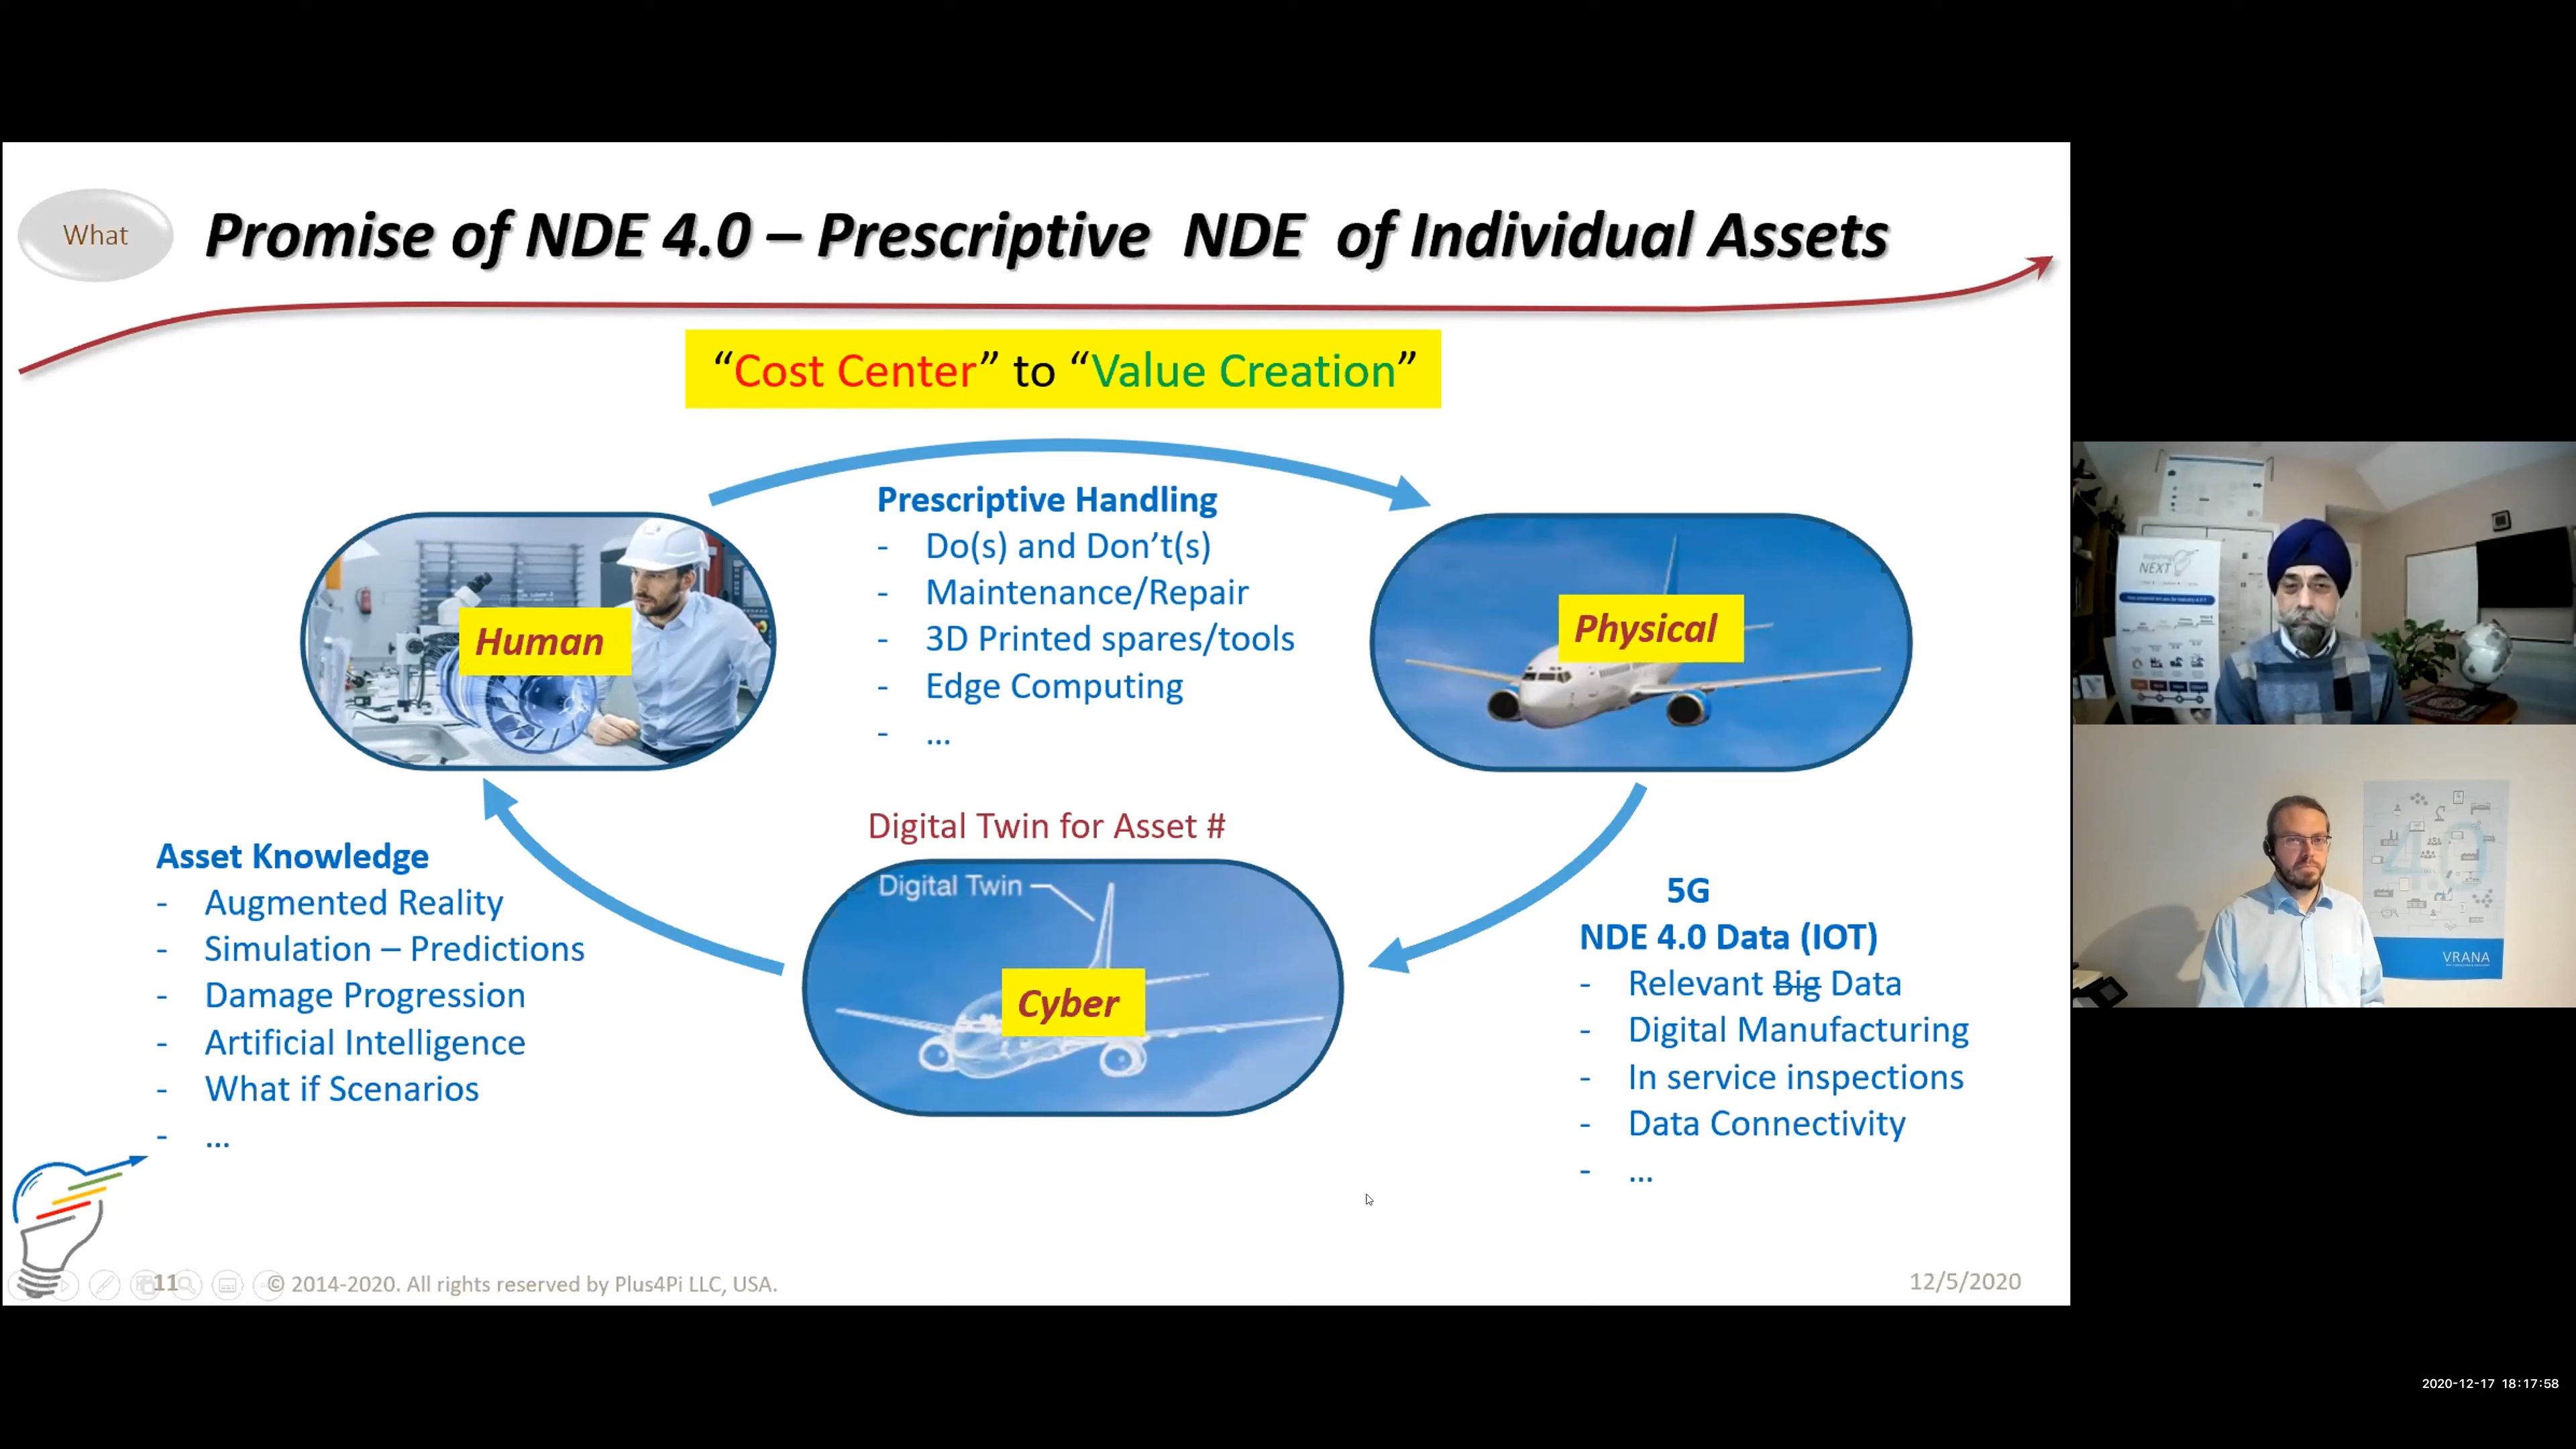 What
Promise of NDE 4.0 – Prescriptive NDE of Individual Assets
“Cost Center” to “Value Creation”
Human
Prescriptive Handling
- Do(s) and Don’t(s)
- Maintenance/Repair
- 3D Printed spares/tools
- Edge Computing
- ...
Physical
Asset Knowledge
- Augmented Reality
- Simulation – Predictions
- Damage Progression
- Artificial Intelligence
- What if Scenarios
- ...
Digital Twin for Asset #
Digital Twin
Cyber
5G
NDE 4.0 Data (IOT)
- Relevant Big Data
- Digital Manufacturing
- In service inspections
- Data Connectivity
- ...
11
© 2014-2020. All rights reserved by Plus4Pi LLC, USA.
12/5/2020
Inspiring
NEXT
4.0
VRANA
2020-12-17 18:17:58